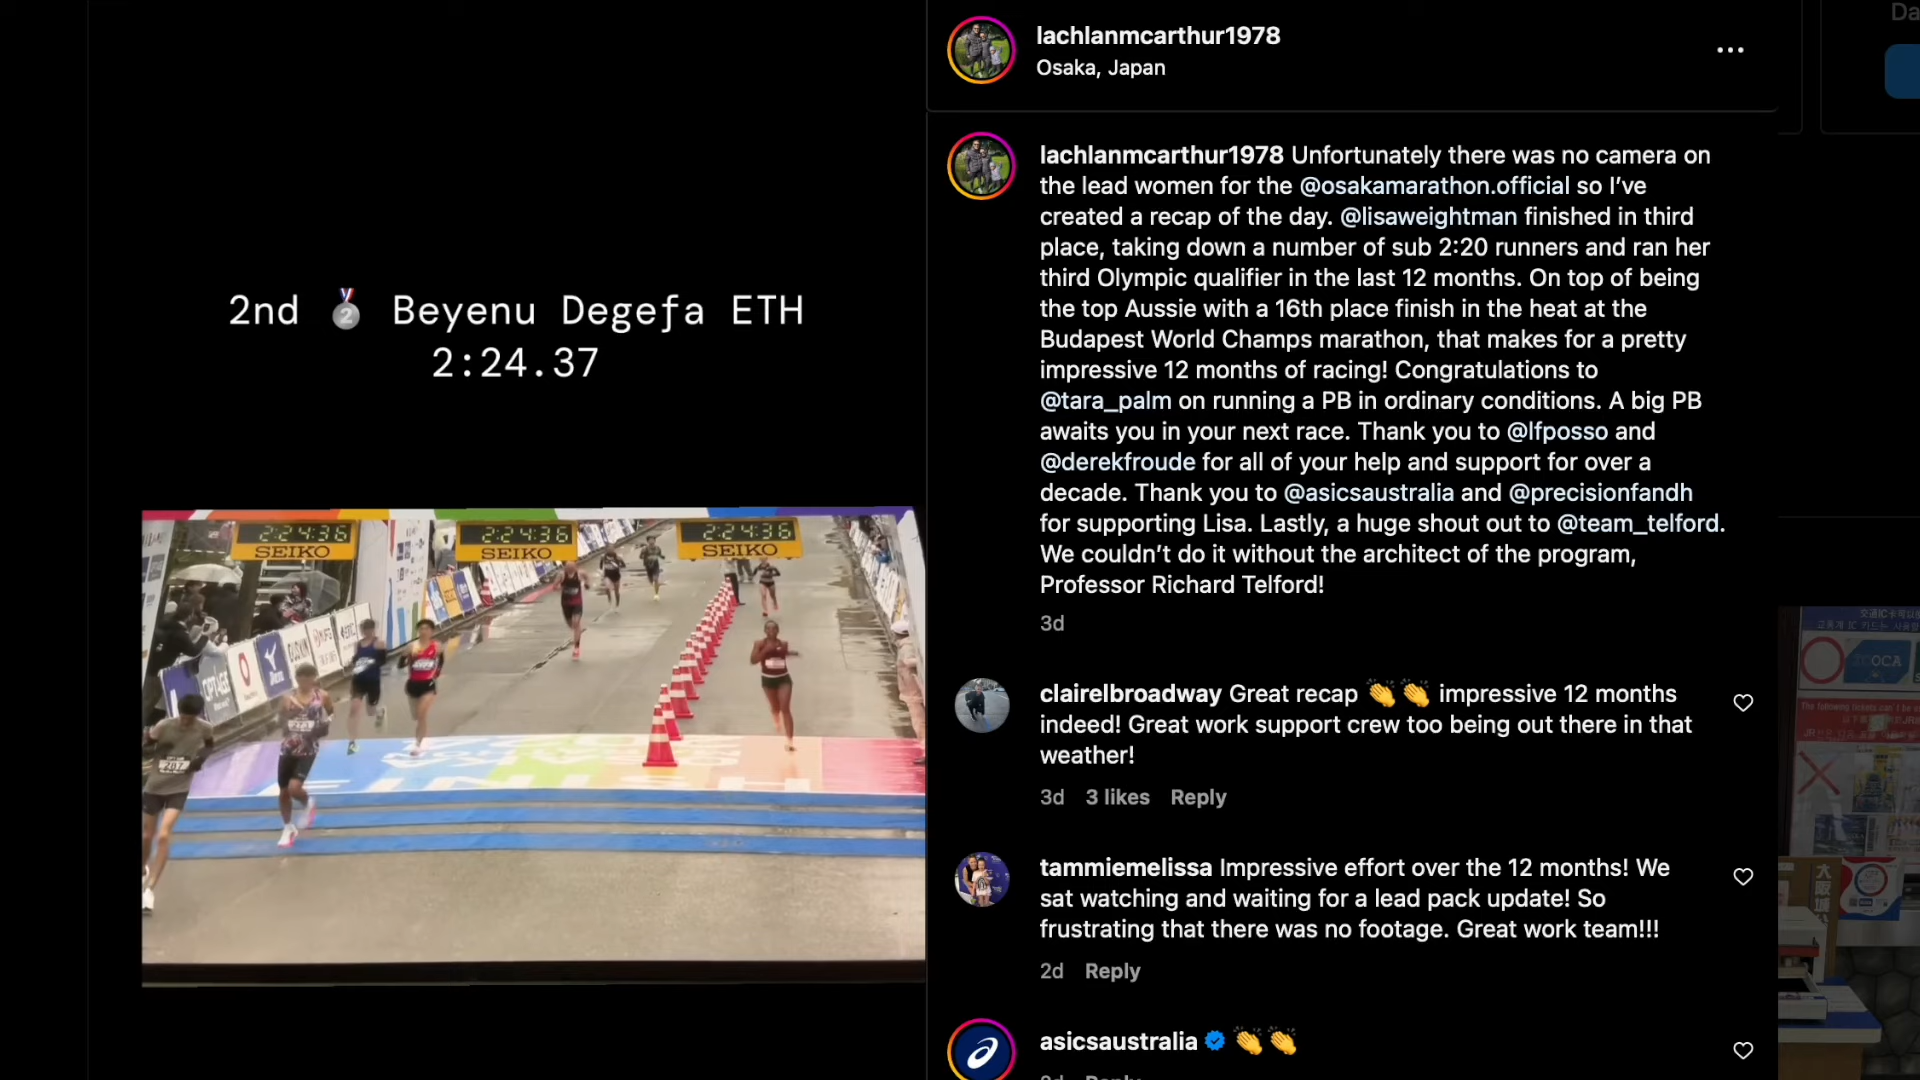 2nd 🥈 Beyenu Degefa ETH
2:24.37
2:24:36
SEIKO
2:24:36
SEIKO
2:24:36
SEIKO
287
273
lachlanmcarthur1978
Osaka, Japan
lachlanmcarthur1978 Unfortunately there was no camera on
the lead women for the @osakamarathon.official so I’ve
created a recap of the day. @lisaweightman finished in third
place, taking down a number of sub 2:20 runners and ran her
third Olympic qualifier in the last 12 months. On top of being
the top Aussie with a 16th place finish in the heat at the
Budapest World Champs marathon, that makes for a pretty
impressive 12 months of racing! Congratulations to
@tara_palm on running a PB in ordinary conditions. A big PB
awaits you in your next race. Thank you to @lfposso and
@derekfroude for all of your help and support for over a
decade. Thank you to @asicsaustralia and @precisionfandh
for supporting Lisa. Lastly, a huge shout out to @team_telford.
We couldn’t do it without the architect of the program,
Professor Richard Telford!
3d
clairelbroadway Great recap 👏👏 impressive 12 months
indeed! Great work support crew too being out there in that
weather!
3d 3 likes Reply
tammiemelissa Impressive effort over the 12 months! We
sat watching and waiting for a lead pack update! So
frustrating that there was no footage. Great work team!!!
2d Reply
asicsaustralia 👏👏
Da
ICOCA